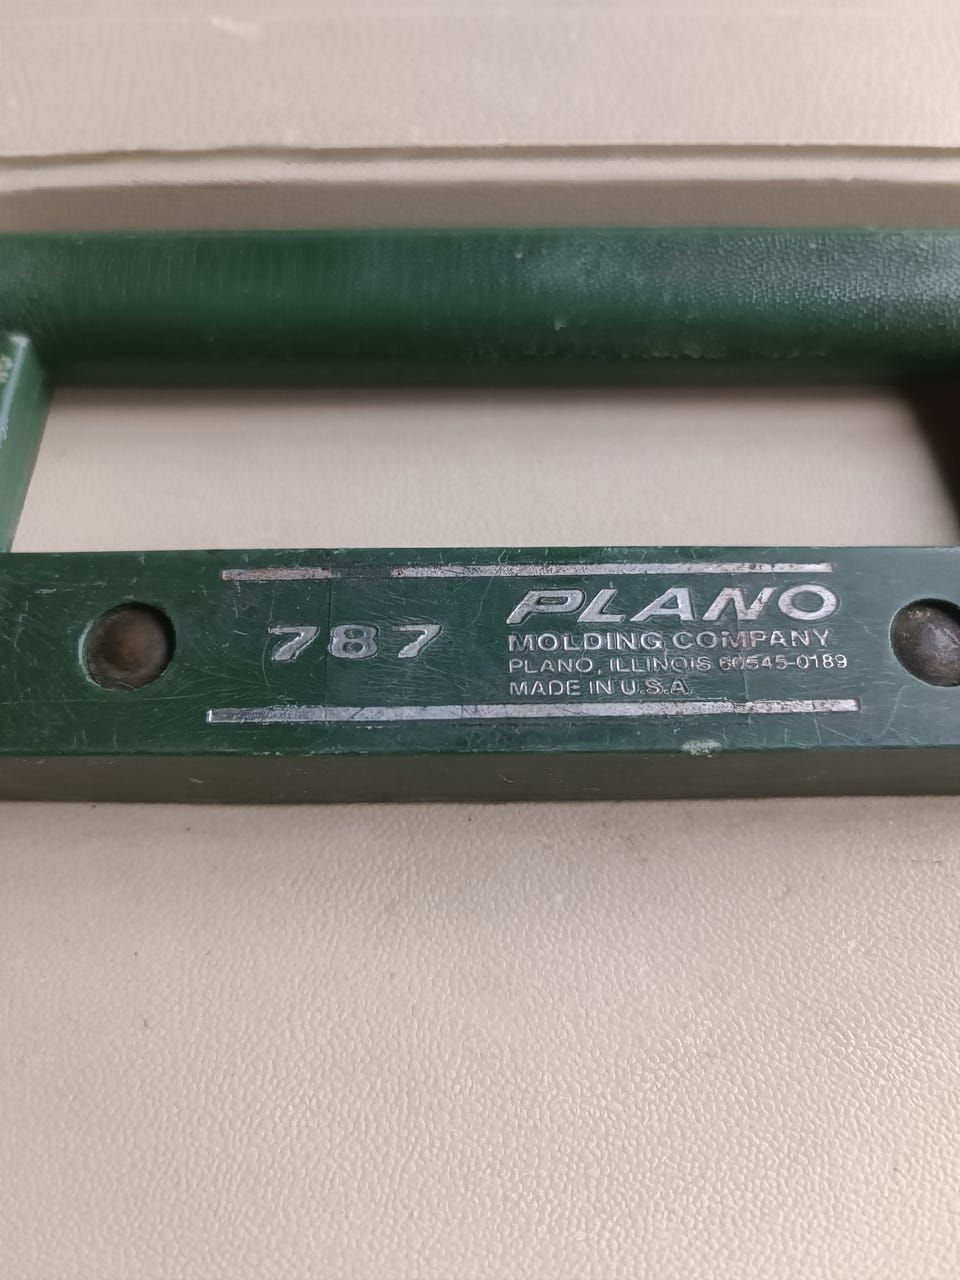 787
PLANO
MOLDING COMPANY
PLANO, ILLINOIS 60545-0189
MADE IN U.S.A